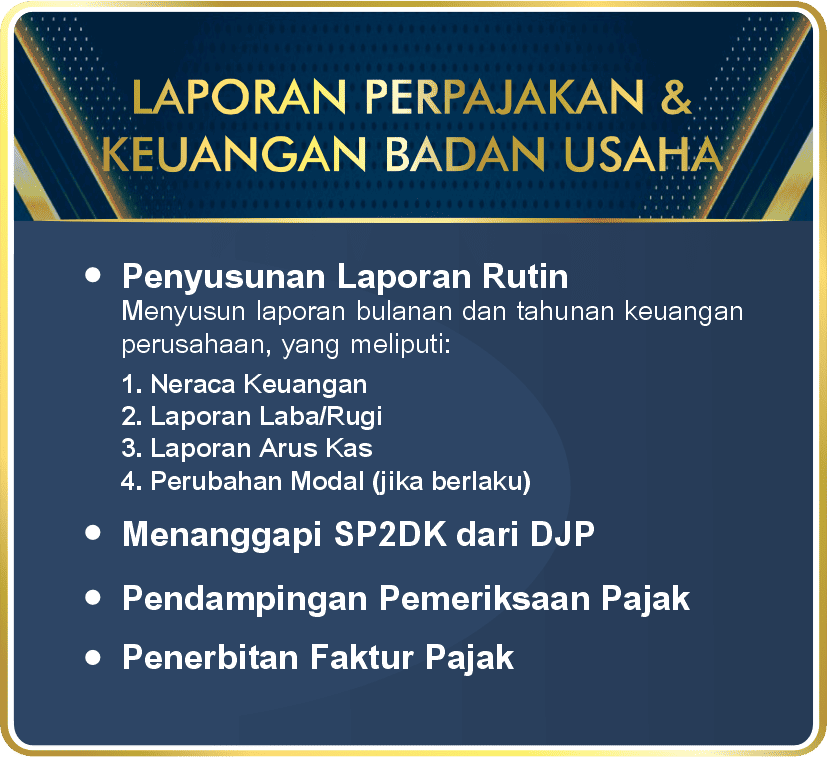 LAPORAN PERPAJAKAN &
KEUANGAN BADAN USAHA
• Penyusunan Laporan Rutin
Menyusun laporan bulanan dan tahunan keuangan
perusahaan, yang meliputi:
1. Neraca Keuangan
2. Laporan Laba/Rugi
3. Laporan Arus Kas
4. Perubahan Modal (jika berlaku)
• Menanggapi SP2DK dari DJP
• Pendampingan Pemeriksaan Pajak
• Penerbitan Faktur Pajak